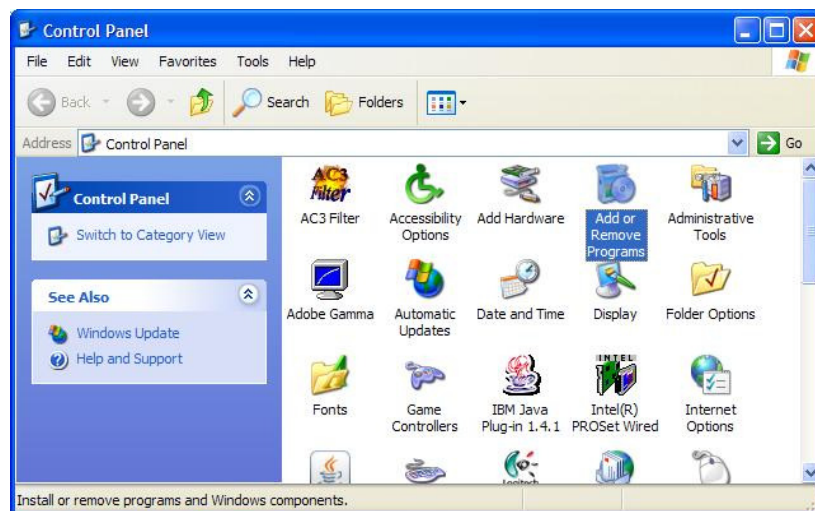 Control Panel
File Edit View Favorites Tools Help
Back Search Folders
Address Control Panel Go
Control Panel
Switch to Category View
See Also
Windows Update
Help and Support
AC3 Filter
AC3 Filter
Accessibility
Options
Add Hardware
Add or
Remove
Programs
Administrative
Tools
Adobe Gamma
Automatic
Updates
Date and Time
Display
Folder Options
Fonts
Game
Controllers
IBM Java
Plug-in 1.4.1
INTEL
Intel(R)
PROSet Wired
Internet
Options
Install or remove programs and Windows components.